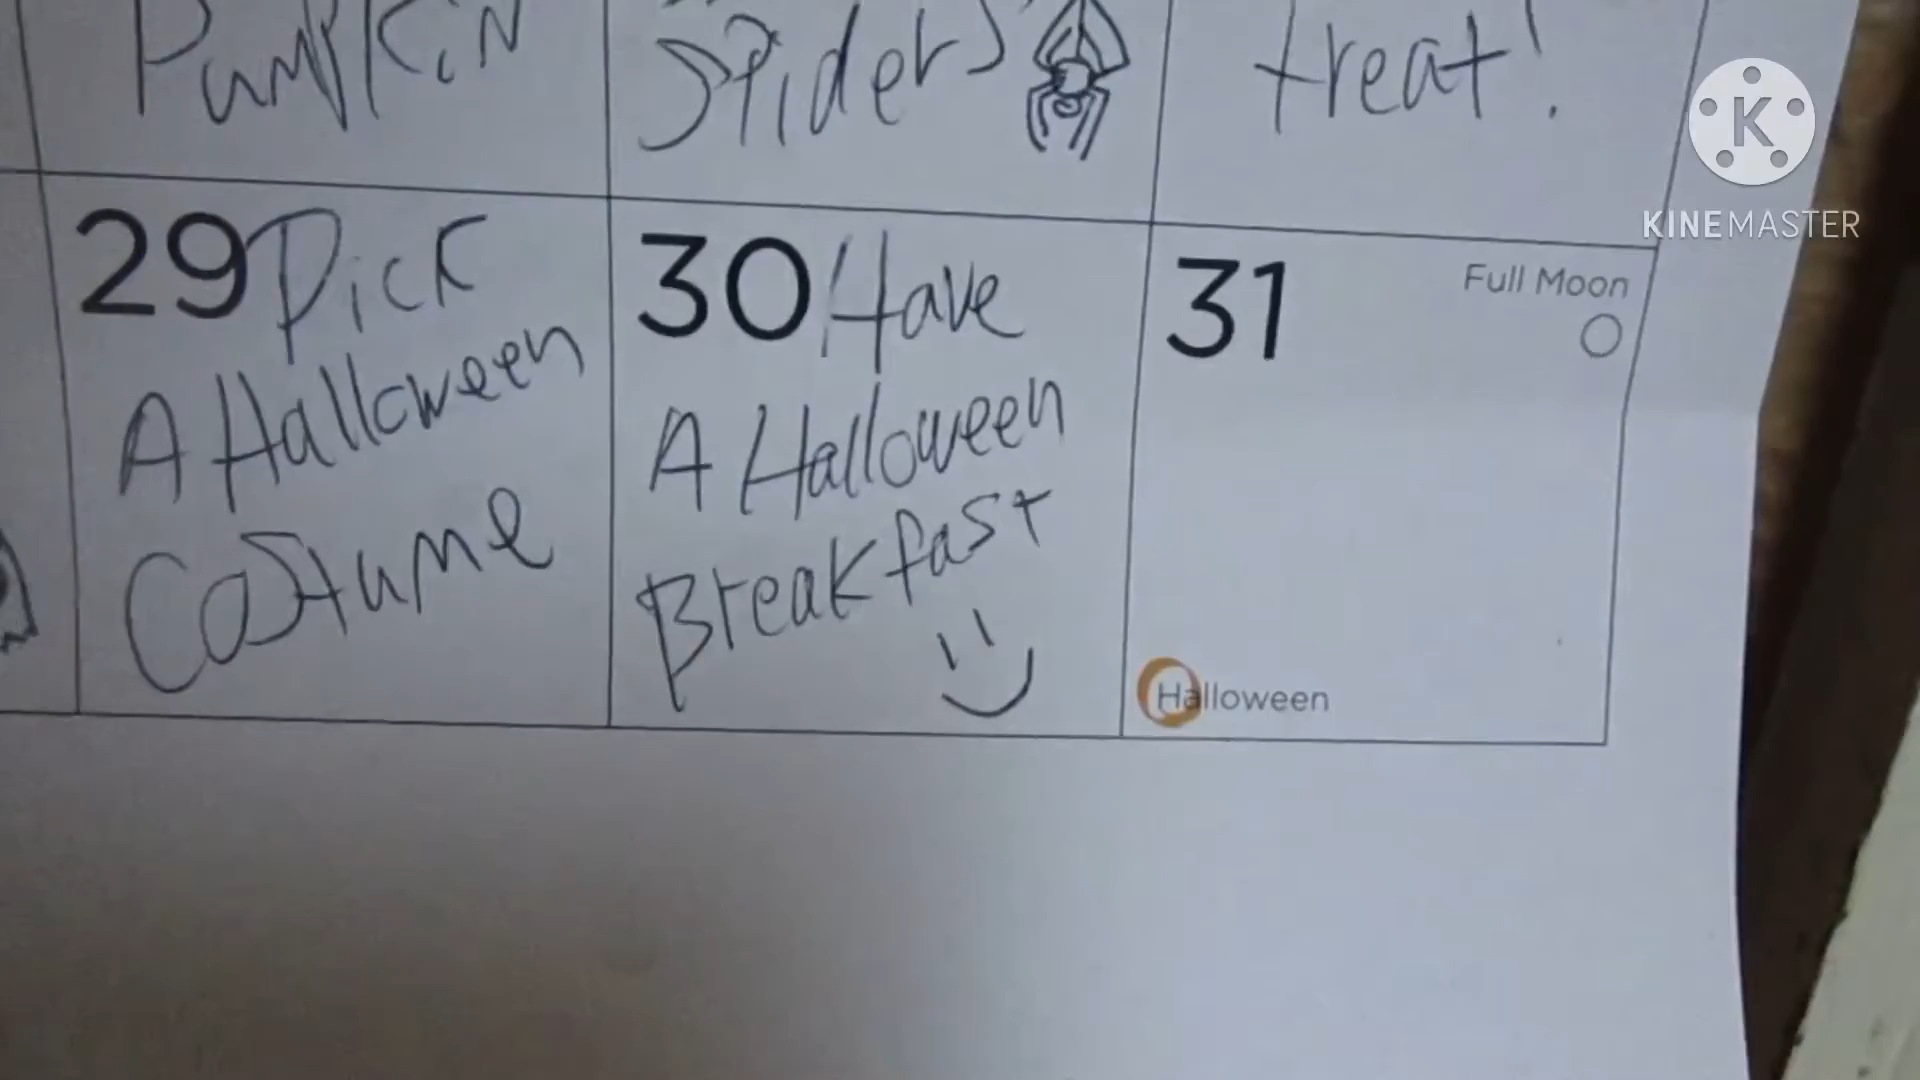 Pumpkin
Spiders
treat!
KINEMASTER
29 Pick
A Halloween
Costume
30 Have
A Halloween
Breakfast
31
Full Moon
Halloween